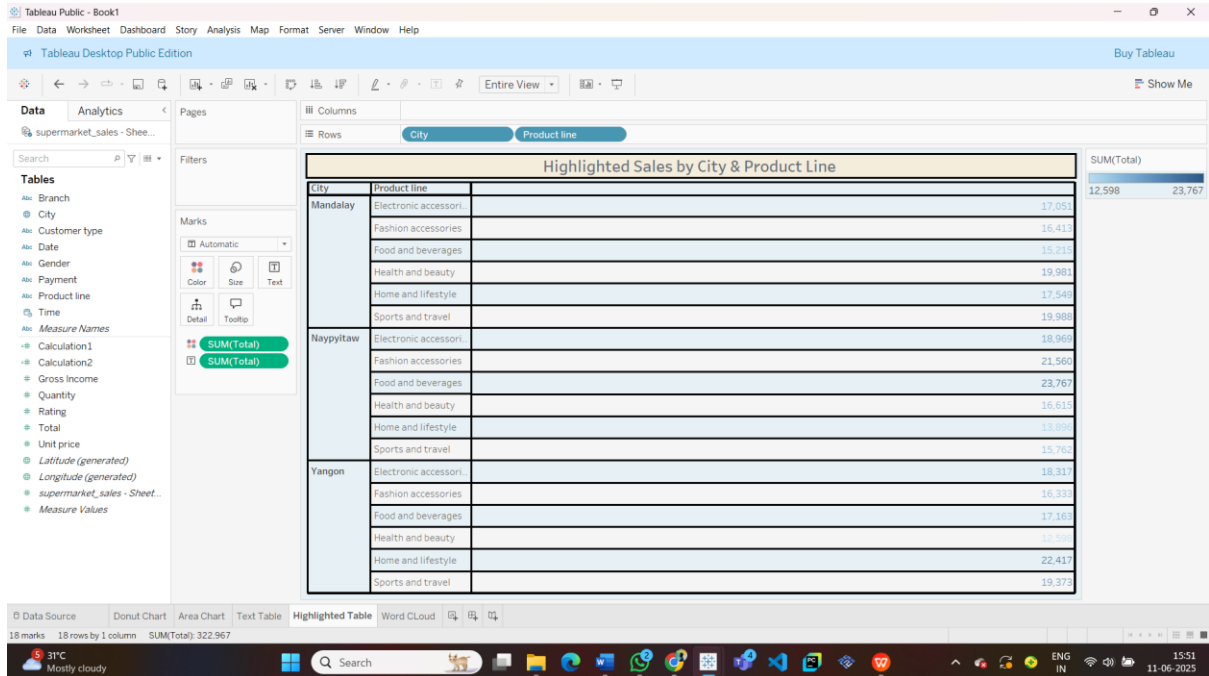 Tableau Public - Book1
File Data Worksheet Dashboard Story Analysis Map Format Server Window Help
Tableau Desktop Public Edition
Buy Tableau
Entire View
Show Me
Data Analytics
supermarket_sales - Shee...
Search
Tables
Abc Branch
City
Abc Customer type
Abc Date
Abc Gender
Abc Payment
Abc Product line
Time
Abc Measure Names
Calculation1
Calculation2
# Gross Income
# Quantity
# Rating
# Total
# Unit price
Latitude (generated)
Longitude (generated)
# supermarket_sales - Sheet...
# Measure Values
Pages
Filters
Marks
Automatic
Color Size Text
Detail Tooltip
SUM(Total)
SUM(Total)
Columns
Rows City Product line
Highlighted Sales by City & Product Line
City Product line
Mandalay Electronic accessori.. 17,051
Fashion accessories 16,413
Food and beverages 15,215
Health and beauty 19,981
Home and lifestyle 17,549
Sports and travel 19,988
Naypyitaw Electronic accessori.. 18,969
Fashion accessories 21,560
Food and beverages 23,767
Health and beauty 16,615
Home and lifestyle 13,896
Sports and travel 15,762
Yangon Electronic accessori.. 18,317
Fashion accessories 16,333
Food and beverages 17,163
Health and beauty 12,598
Home and lifestyle 22,417
Sports and travel 19,373
SUM(Total)
12,598 23,767
Data Source Donut Chart Area Chart Text Table Highlighted Table Word CLoud
18 marks 18 rows by 1 column SUM(Total): 322.967
5 31°C
Mostly cloudy
Search
2
ENG
IN
15:51
11-06-2025